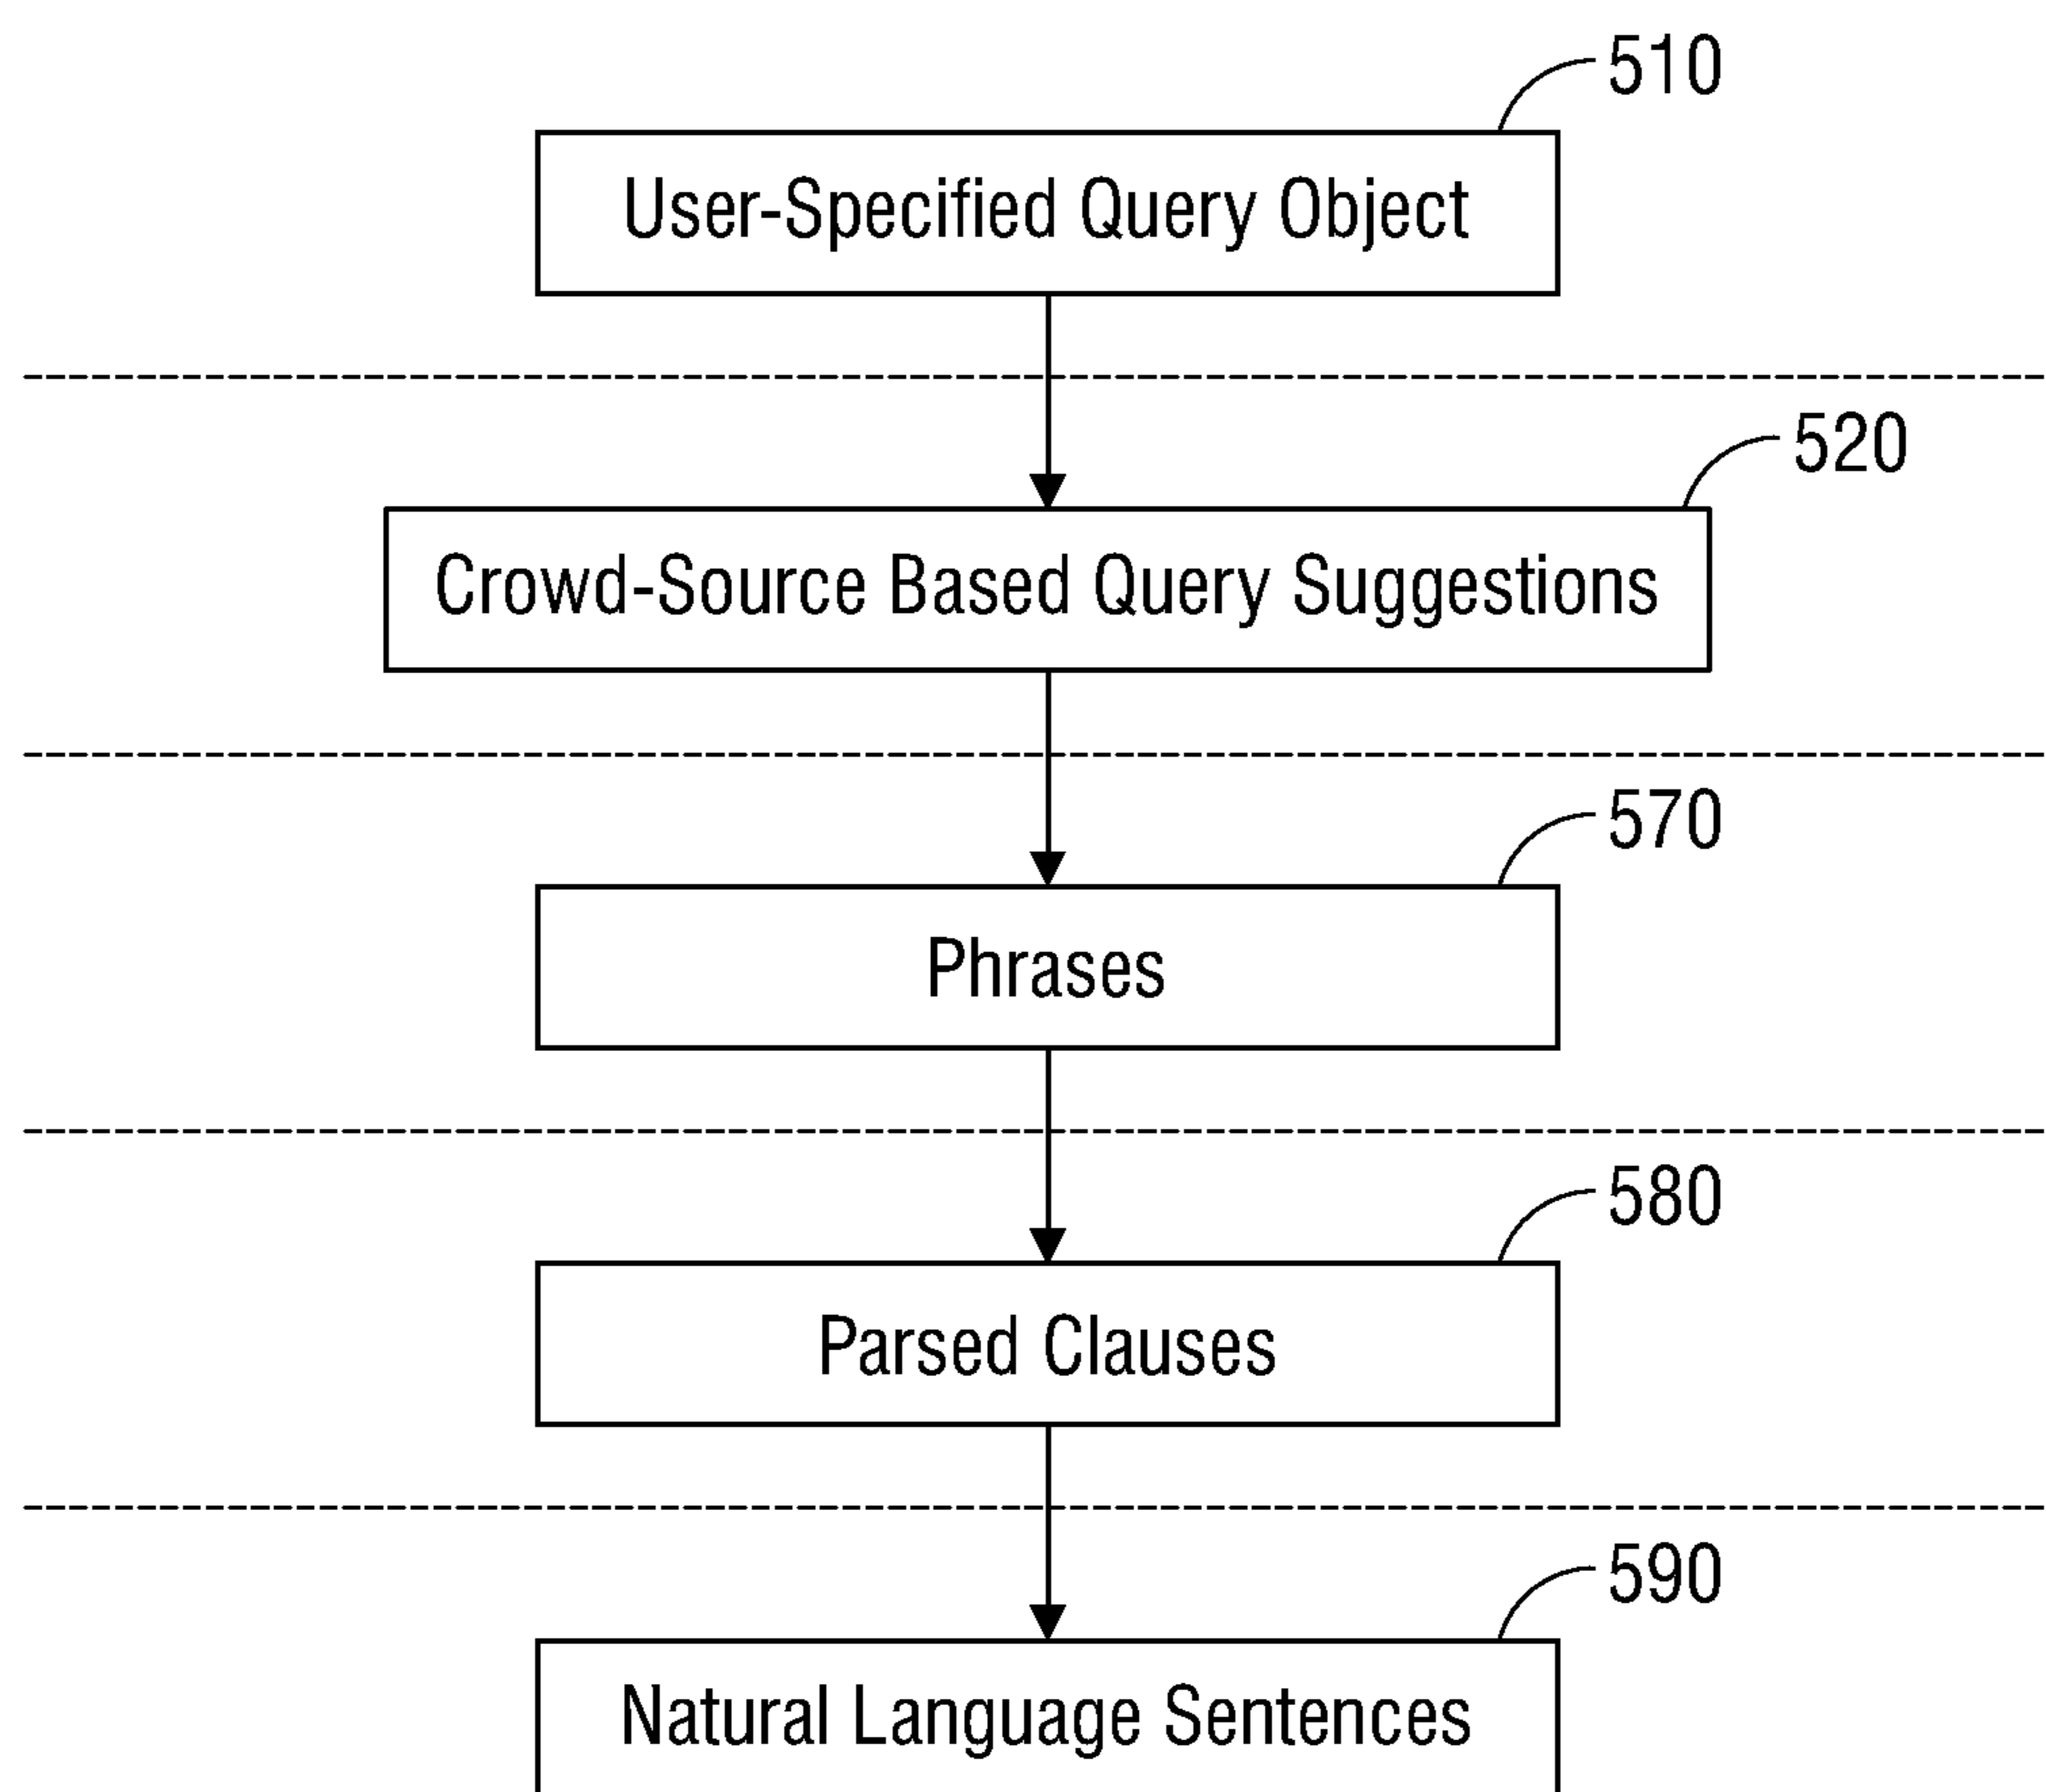 510
User-Specified Query Object
520
Crowd-Source Based Query Suggestions
570
Phrases
580
Parsed Clauses
590
Natural Language Sentences